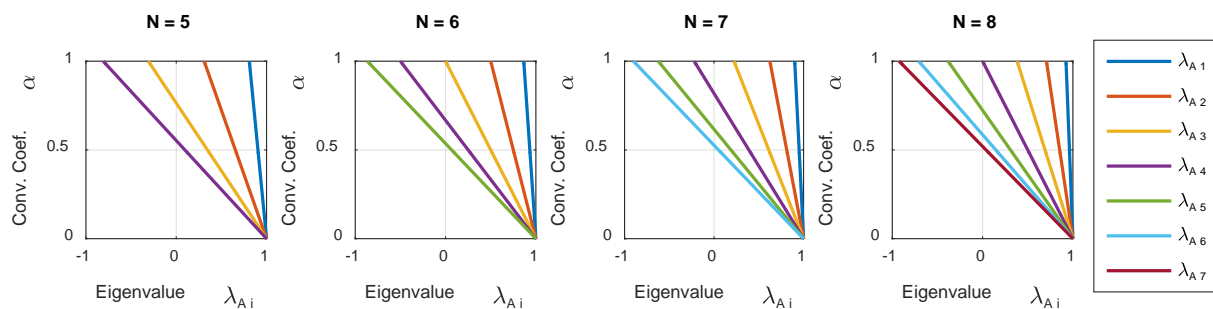 N = 5
1
0.5
0
-1 0 1
Conv. Coef. α
Eigenvalue λA i
N = 6
1
0.5
0
-1 0 1
Conv. Coef. α
Eigenvalue λA i
N = 7
1
0.5
0
-1 0 1
Conv. Coef. α
Eigenvalue λA i
N = 8
1
0.5
0
-1 0 1
Conv. Coef. α
Eigenvalue λA i
λA 1
λA 2
λA 3
λA 4
λA 5
λA 6
λA 7